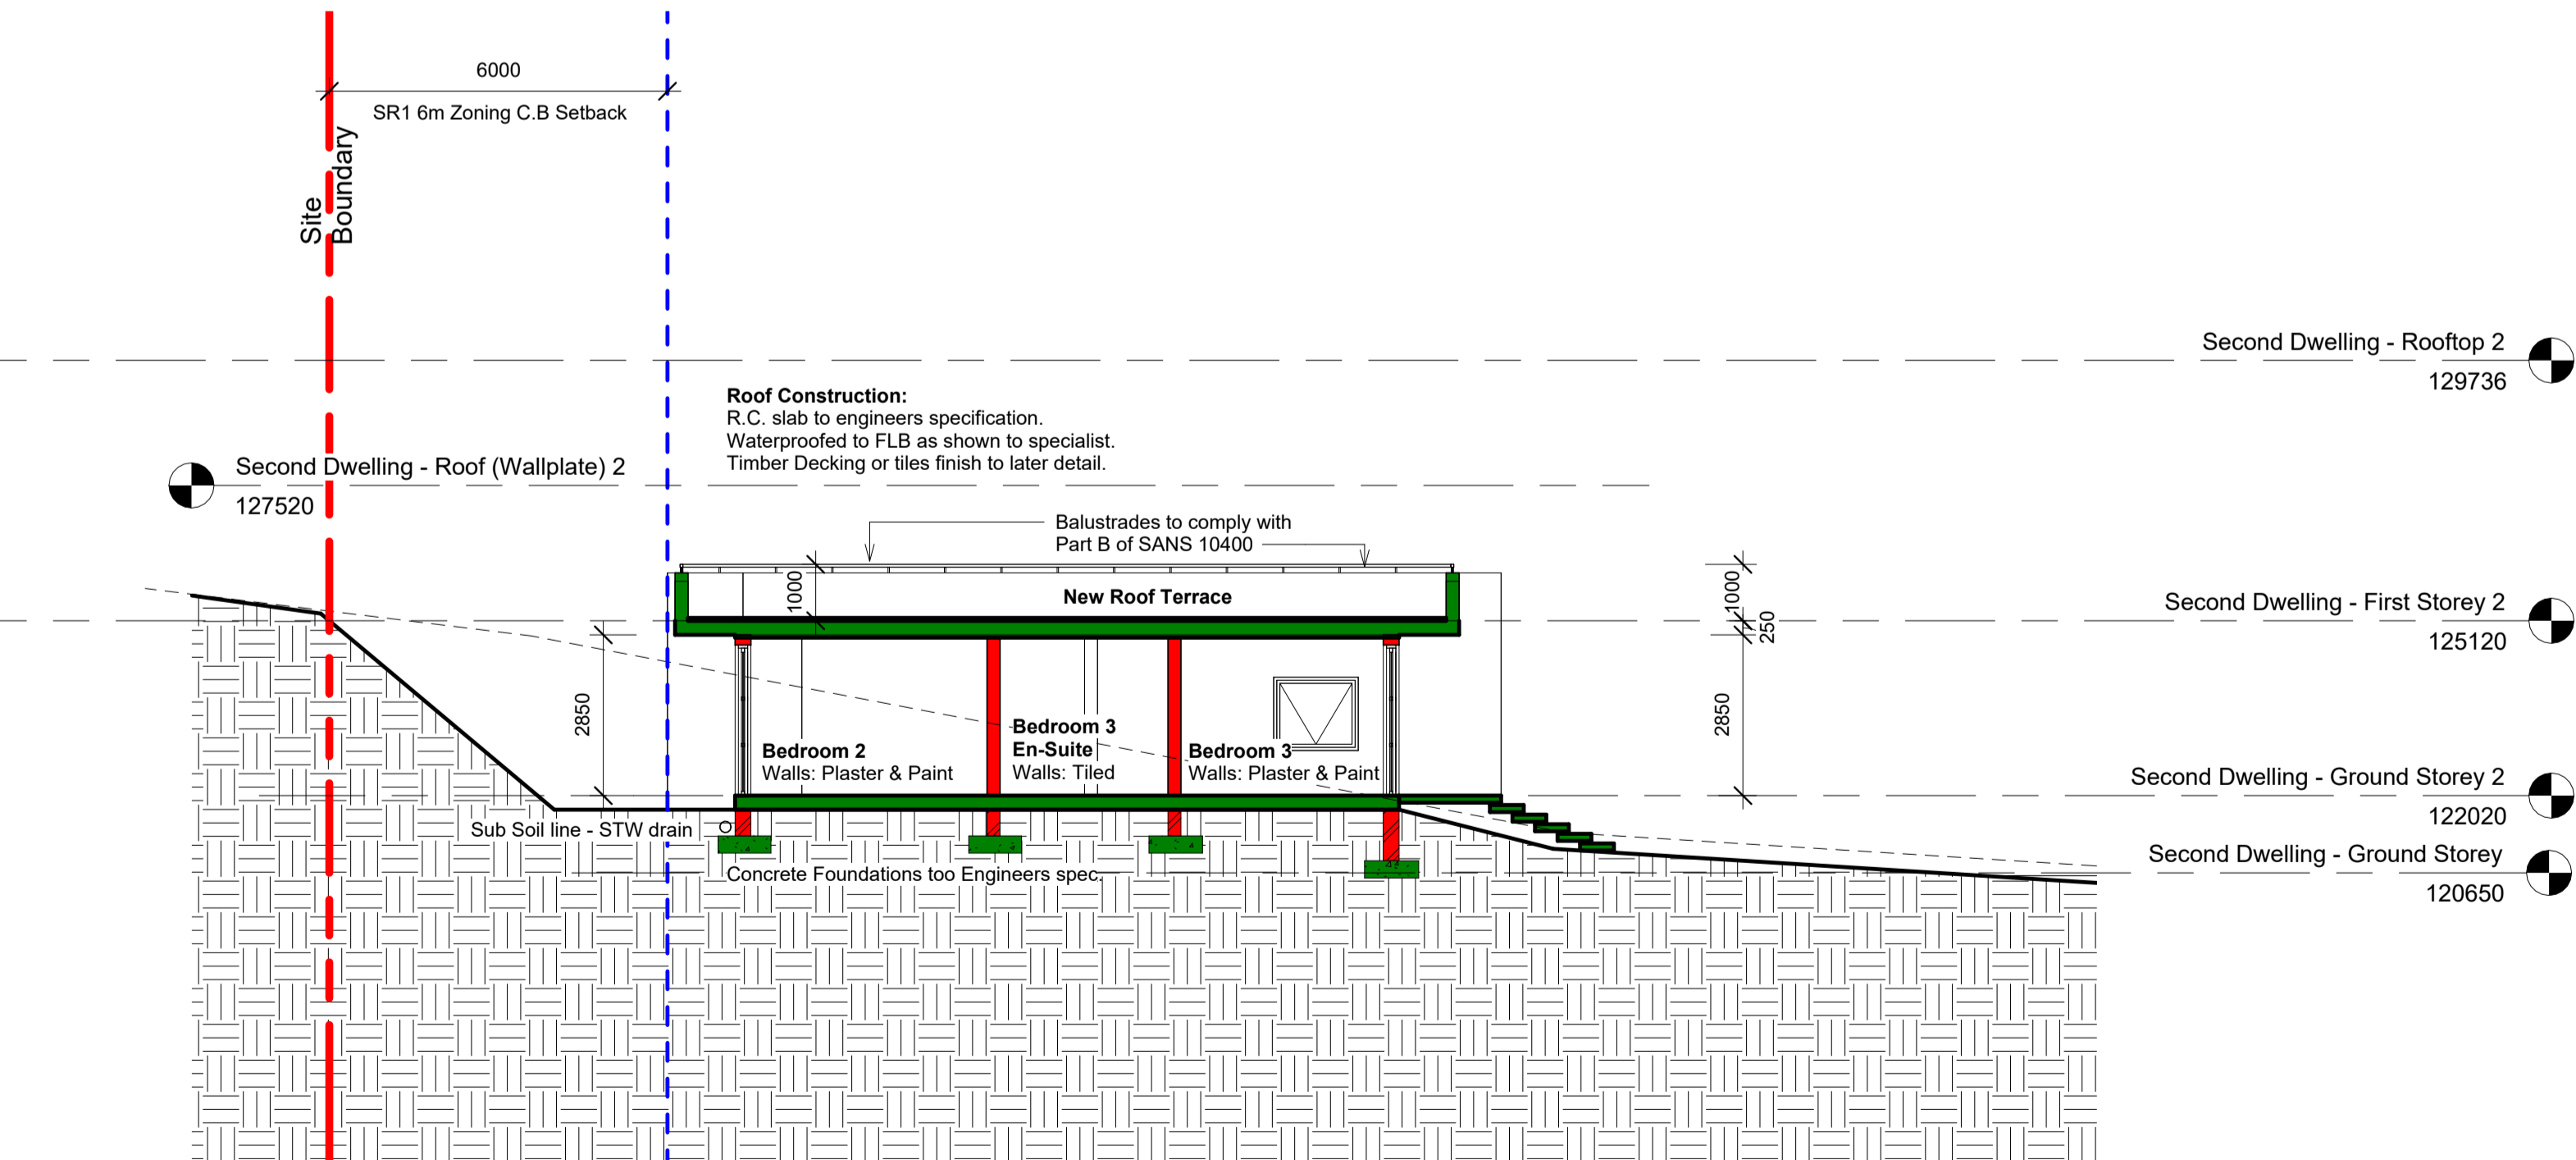 6000
SR1 6m Zoning C.B Setback
Site
Boundary
Second Dwelling - Rooftop 2
129736
Roof Construction:
R.C. slab to engineers specification.
Waterproofed to FLB as shown to specialist.
Timber Decking or tiles finish to later detail.
Second Dwelling - Roof (Wallplate) 2
127520
Balustrades to comply with
Part B of SANS 10400
1000
New Roof Terrace
1000
250
Second Dwelling - First Storey 2
125120
2850
2850
Bedroom 2
Walls: Plaster & Paint
Bedroom 3
En-Suite
Walls: Tiled
Bedroom 3
Walls: Plaster & Paint
Second Dwelling - Ground Storey 2
122020
Sub Soil line - STW drain
Concrete Foundations too Engineers spec.
Second Dwelling - Ground Storey
120650